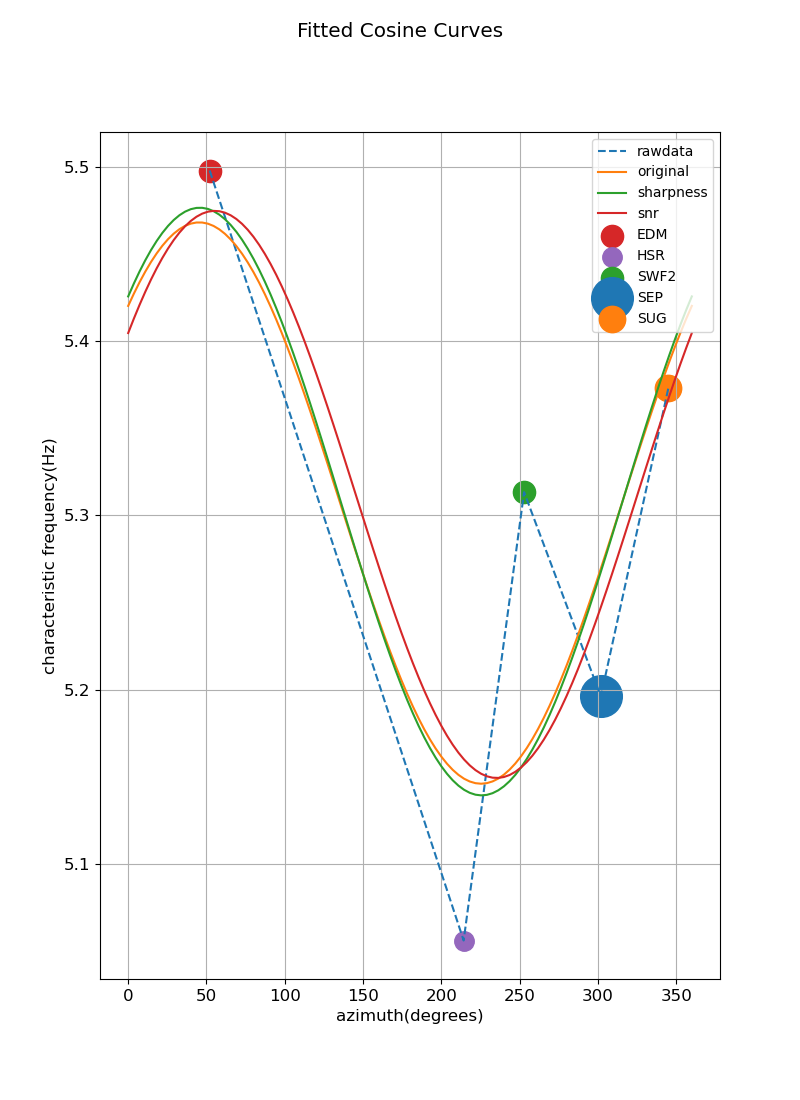 Fitted Cosine Curves
5.5
5.4
5.3
5.2
5.1
characteristic frequency(Hz)
rawdata
original
sharpness
snr
EDM
HSR
SWF2
SEP
SUG
0 50 100 150 200 250 300 350
azimuth(degrees)